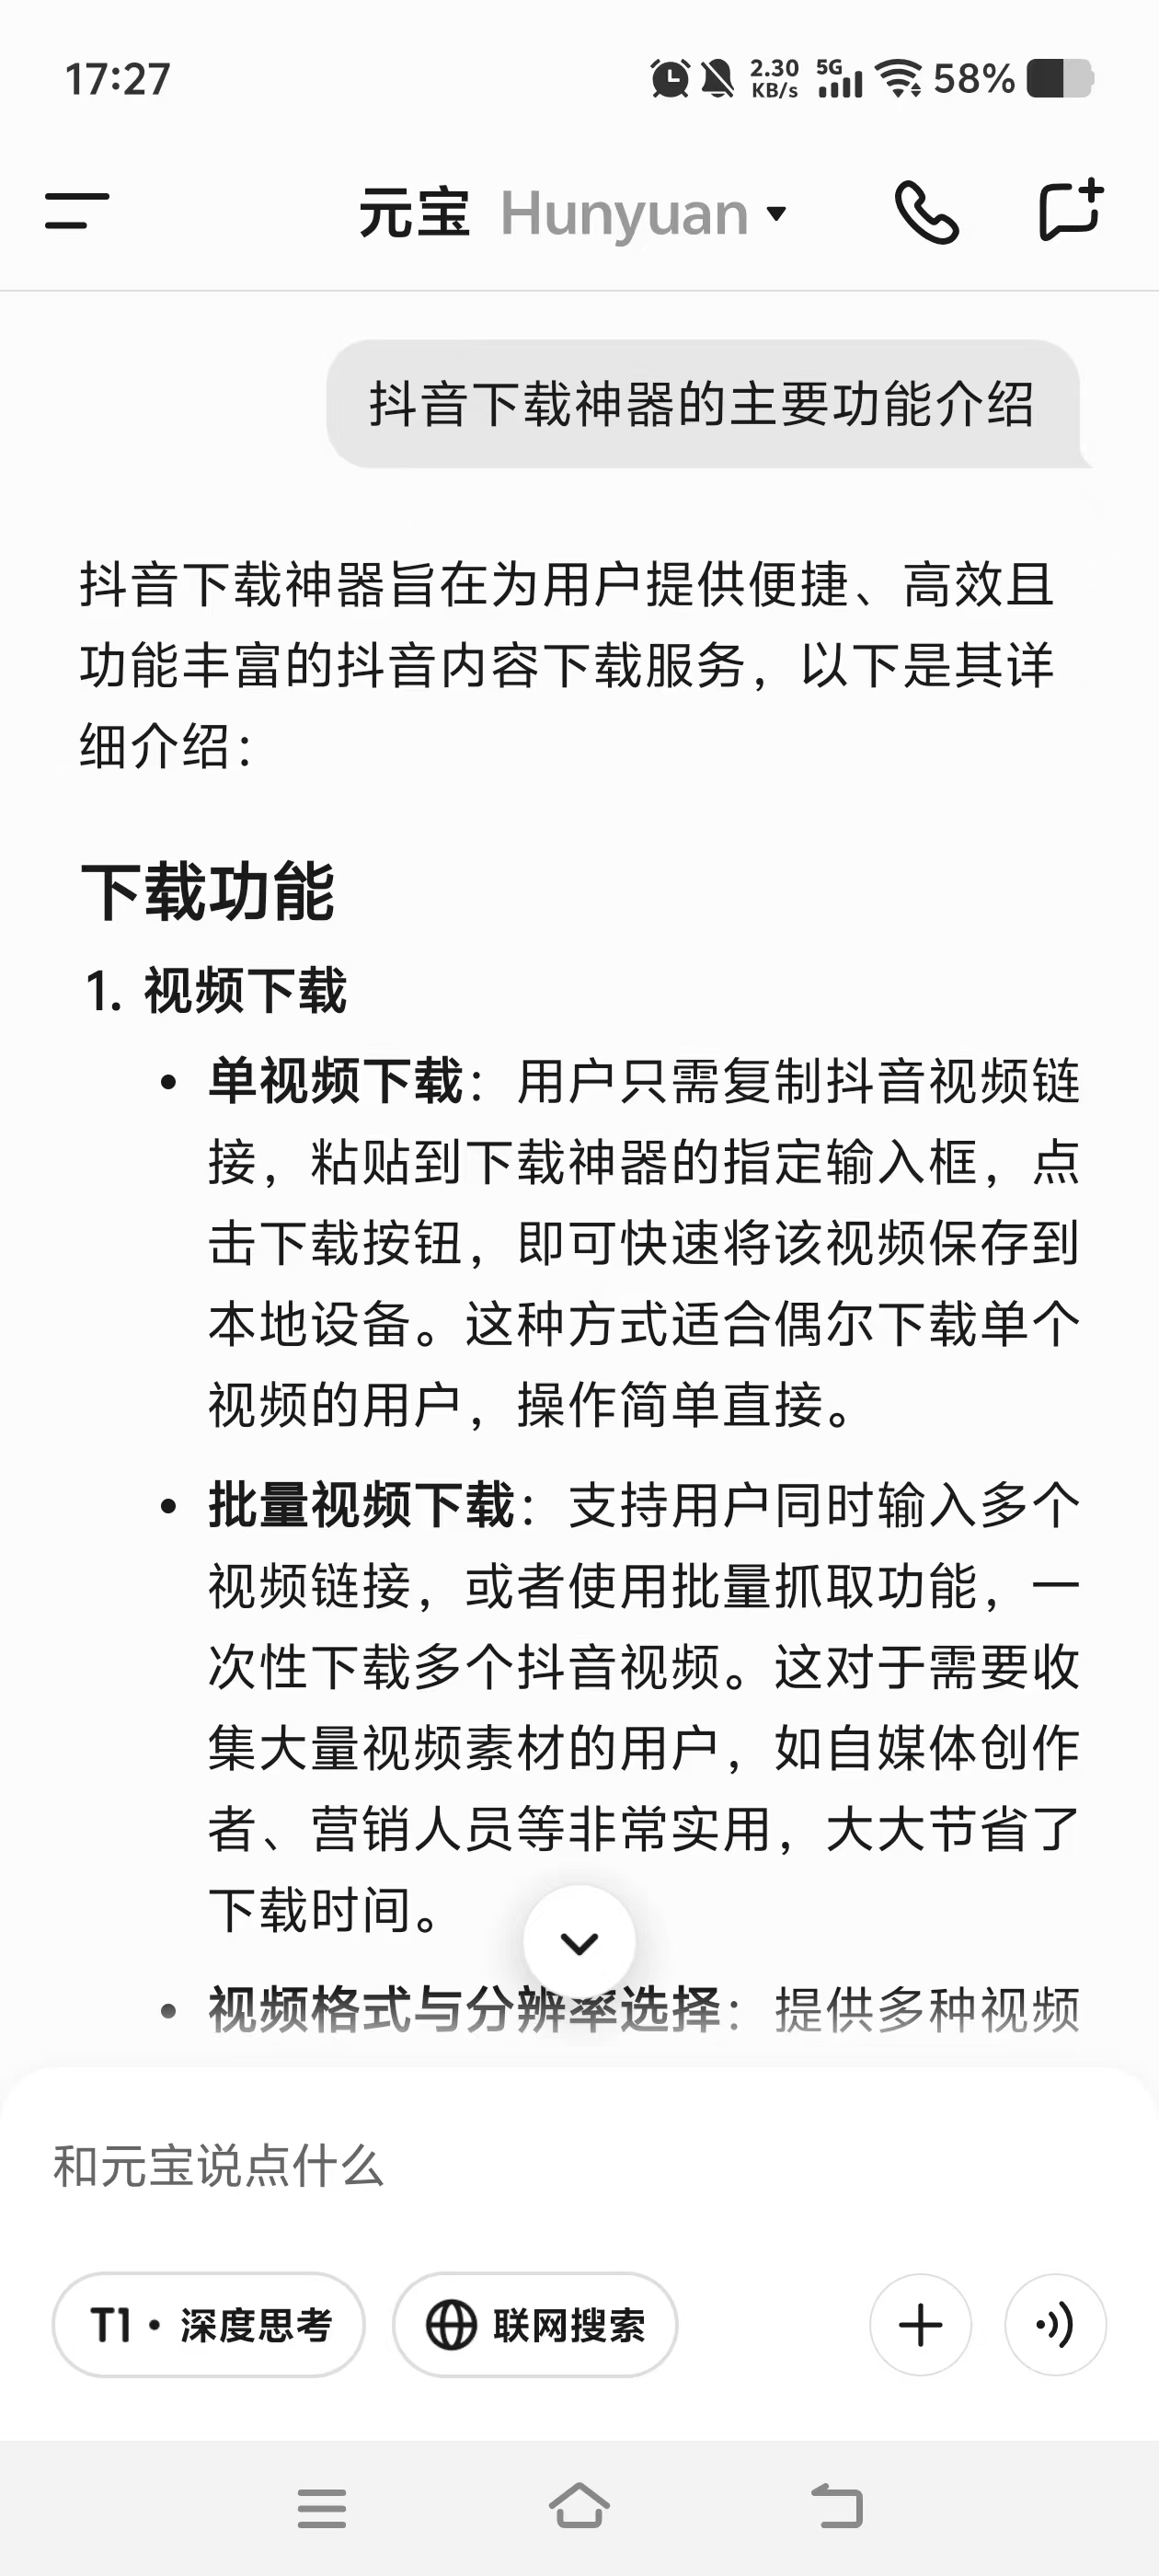 17:27
2.30 KB/s 5G 58%
元宝 Hunyuan
抖音下载神器的主要功能介绍
抖音下载神器旨在为用户提供便捷、高效且
功能丰富的抖音内容下载服务，以下是其详
细介绍：
下载功能
1. 视频下载
• 单视频下载：用户只需复制抖音视频链
接，粘贴到下载神器的指定输入框，点
击下载按钮，即可快速将该视频保存到
本地设备。这种方式适合偶尔下载单个
视频的用户，操作简单直接。
• 批量视频下载：支持用户同时输入多个
视频链接，或者使用批量抓取功能，一
次性下载多个抖音视频。这对于需要收
集大量视频素材的用户，如自媒体创作
者、营销人员等非常实用，大大节省了
下载时间。
• 视频格式与分辨率选择：提供多种视频
和元宝说点什么
T1 • 深度思考
联网搜索